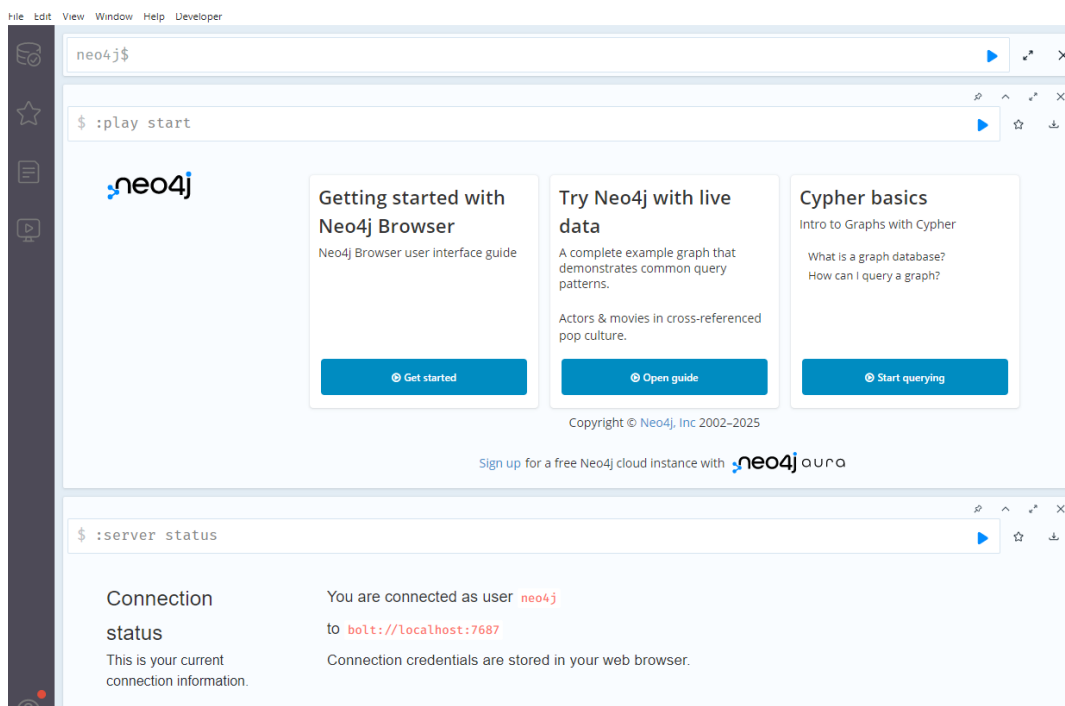 File Edit View Window Help Developer
neo4j$
$ :play start
neo4j
Getting started with
Neo4j Browser
Neo4j Browser user interface guide
Get started
Try Neo4j with live
data
A complete example graph that
demonstrates common query
patterns.
Actors & movies in cross-referenced
pop culture.
Open guide
Cypher basics
Intro to Graphs with Cypher
What is a graph database?
How can I query a graph?
Start querying
Copyright © Neo4j, Inc 2002–2025
Sign up for a free Neo4j cloud instance with neo4j aura
$ :server status
Connection
status
This is your current
connection information.
You are connected as user neo4j
to bolt://localhost:7687
Connection credentials are stored in your web browser.